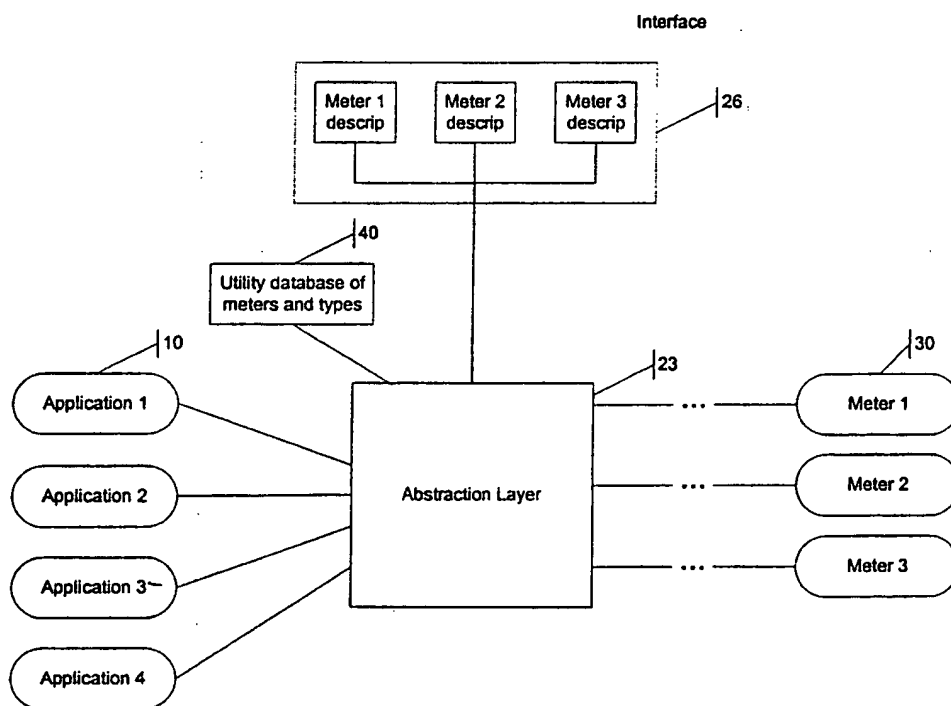 Interface
Meter 1
descrip
Meter 2
descrip
Meter 3
descrip
26
40
Utility database of
meters and types
10
23
30
Application 1
Application 2
Application 3
Application 4
Abstraction Layer
...
Meter 1
...
Meter 2
...
Meter 3